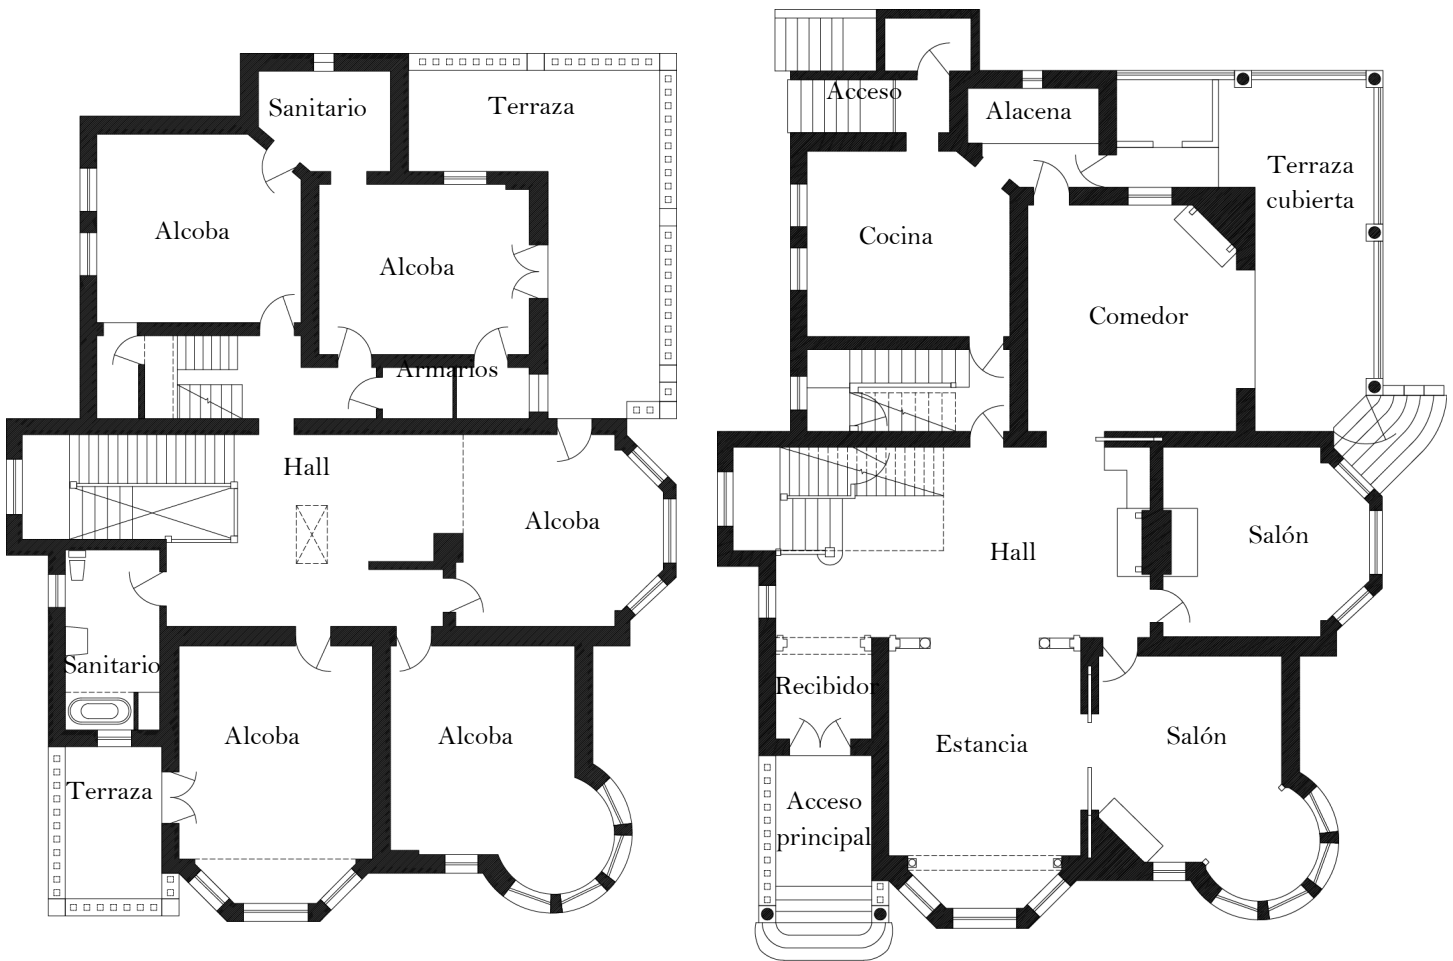 Sanitario
Terraza
Alcoba
Alcoba
Armarios
Hall
Alcoba
Sanitario
Alcoba
Alcoba
Terraza
Acceso
Alacena
Terraza
cubierta
Cocina
Comedor
Salón
Hall
Recibidor
Estancia
Salón
Acceso
principal